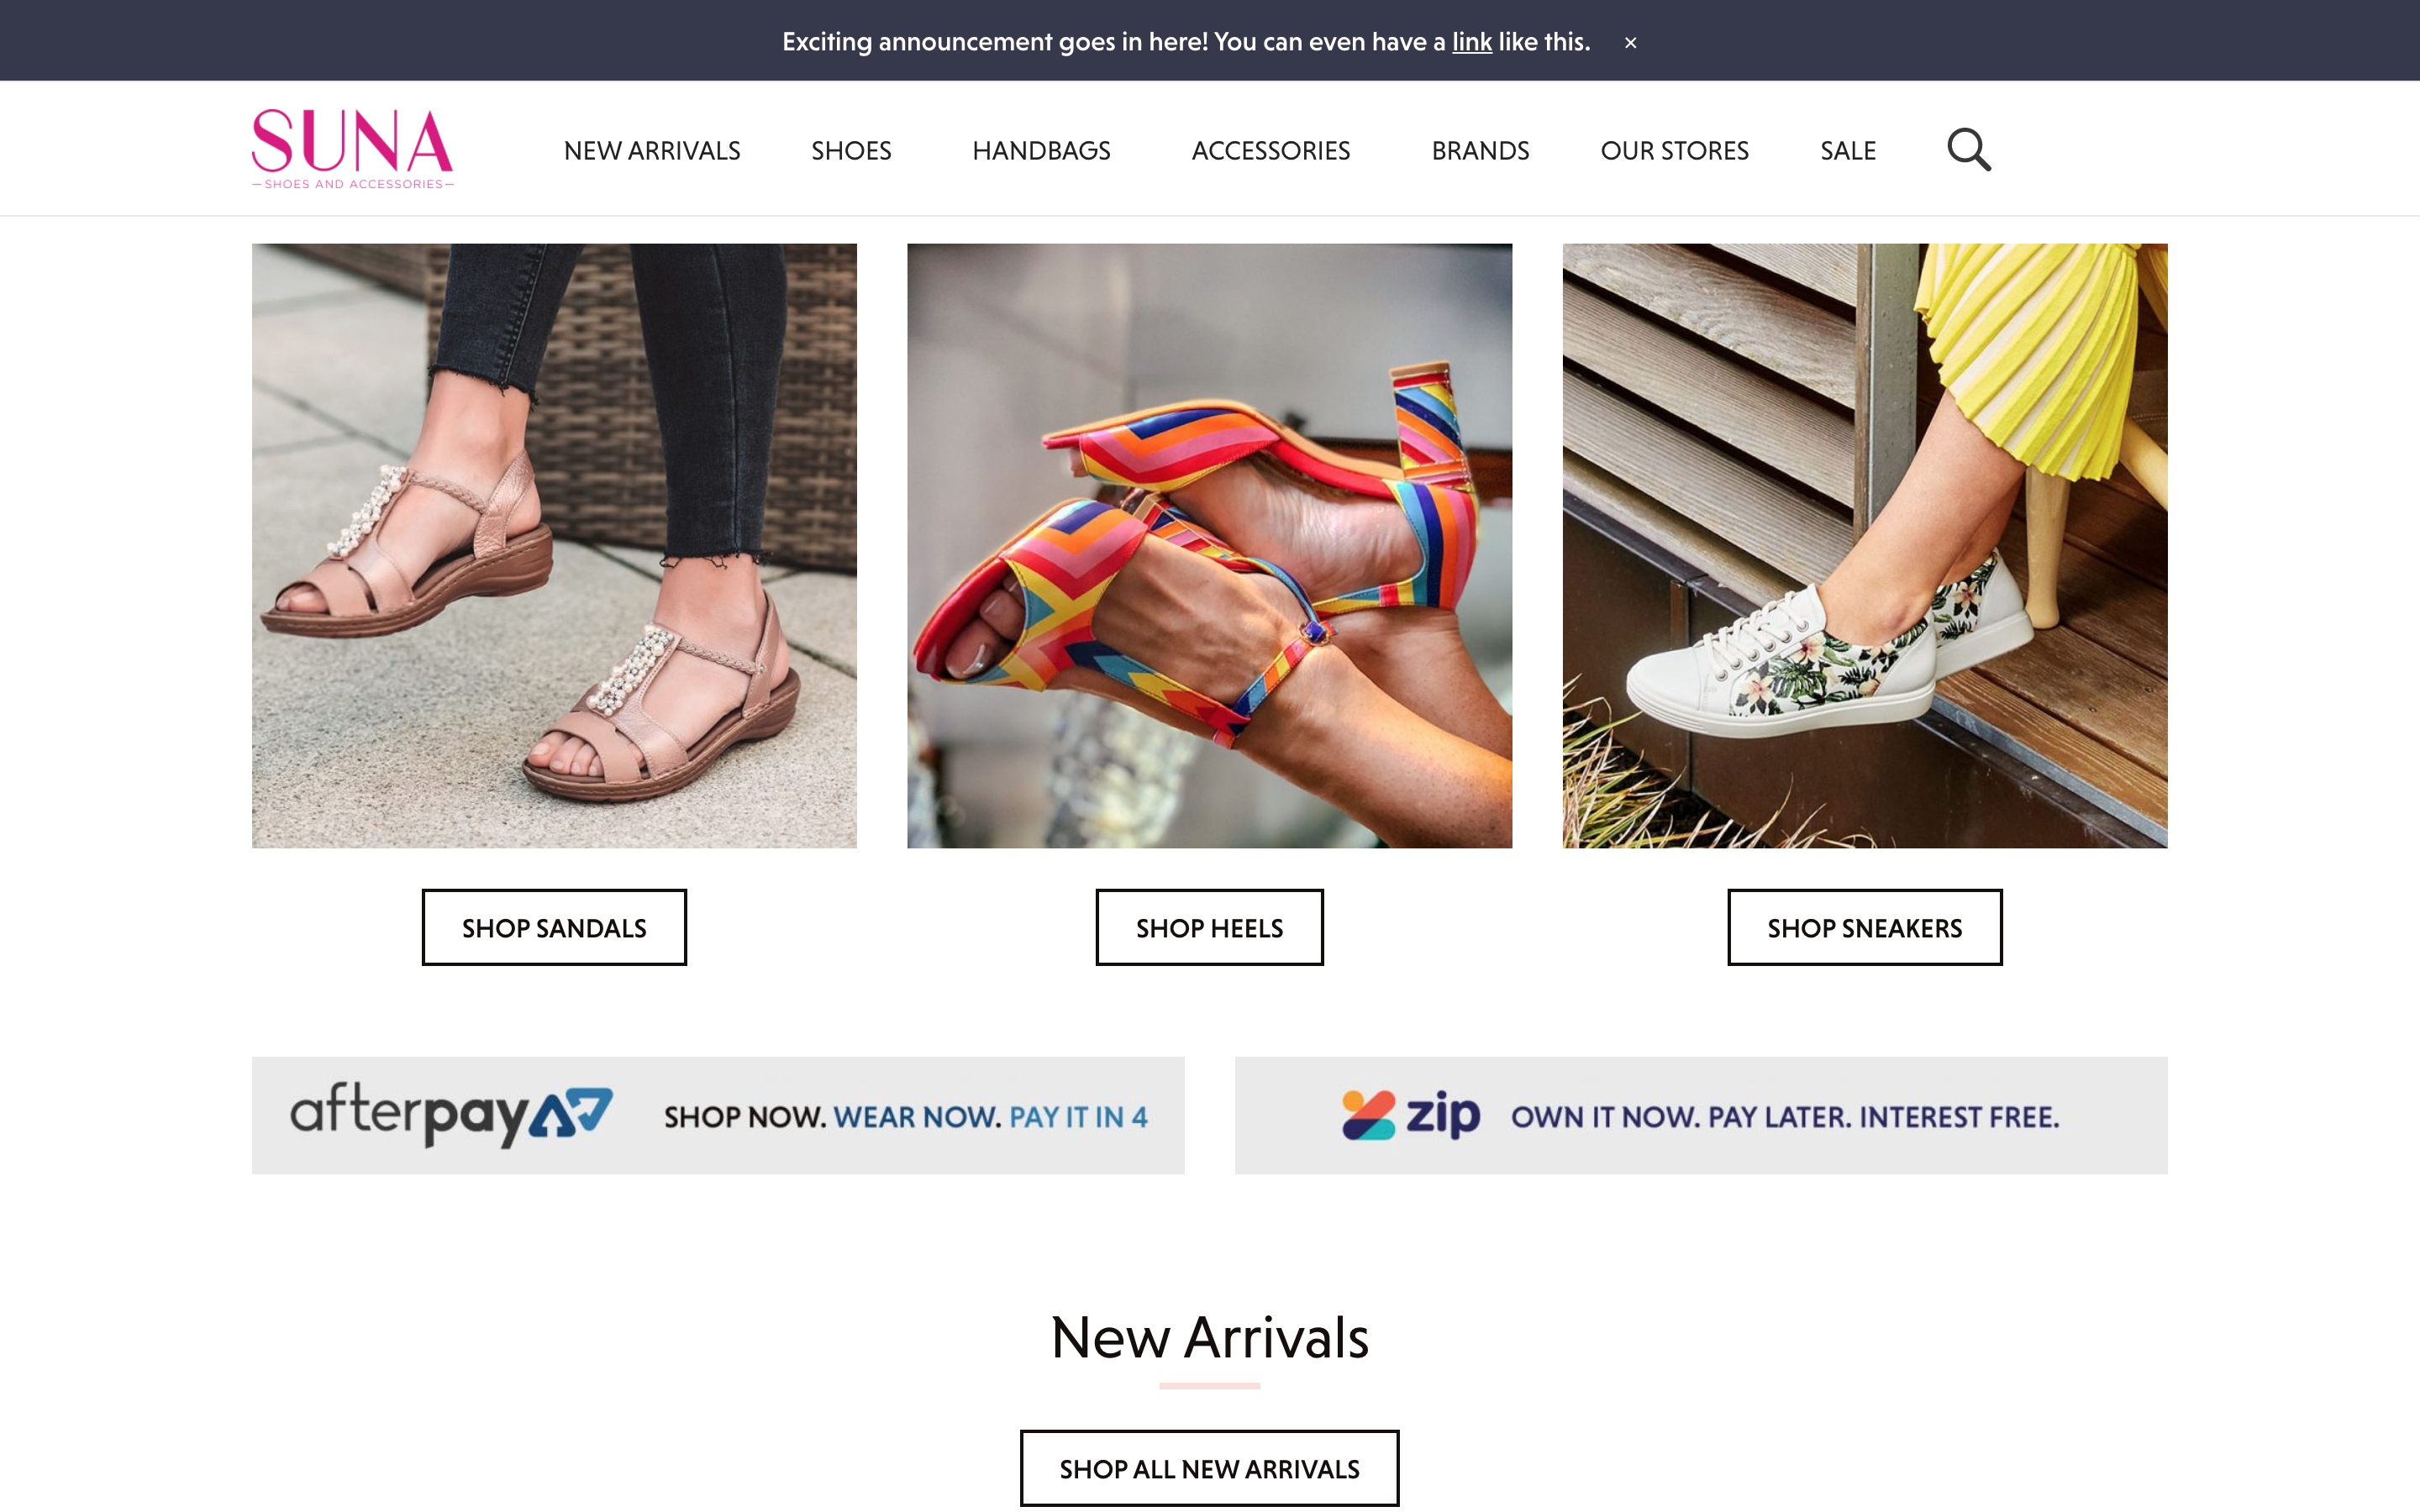 Exciting announcement goes in here! You can even have a link like this. ×
SUNA
SHOES AND ACCESSORIES
NEW ARRIVALS SHOES HANDBAGS ACCESSORIES BRANDS OUR STORES SALE
SHOP SANDALS SHOP HEELS SHOP SNEAKERS
afterpay SHOP NOW. WEAR NOW. PAY IT IN 4
zip OWN IT NOW. PAY LATER. INTEREST FREE.
New Arrivals
SHOP ALL NEW ARRIVALS